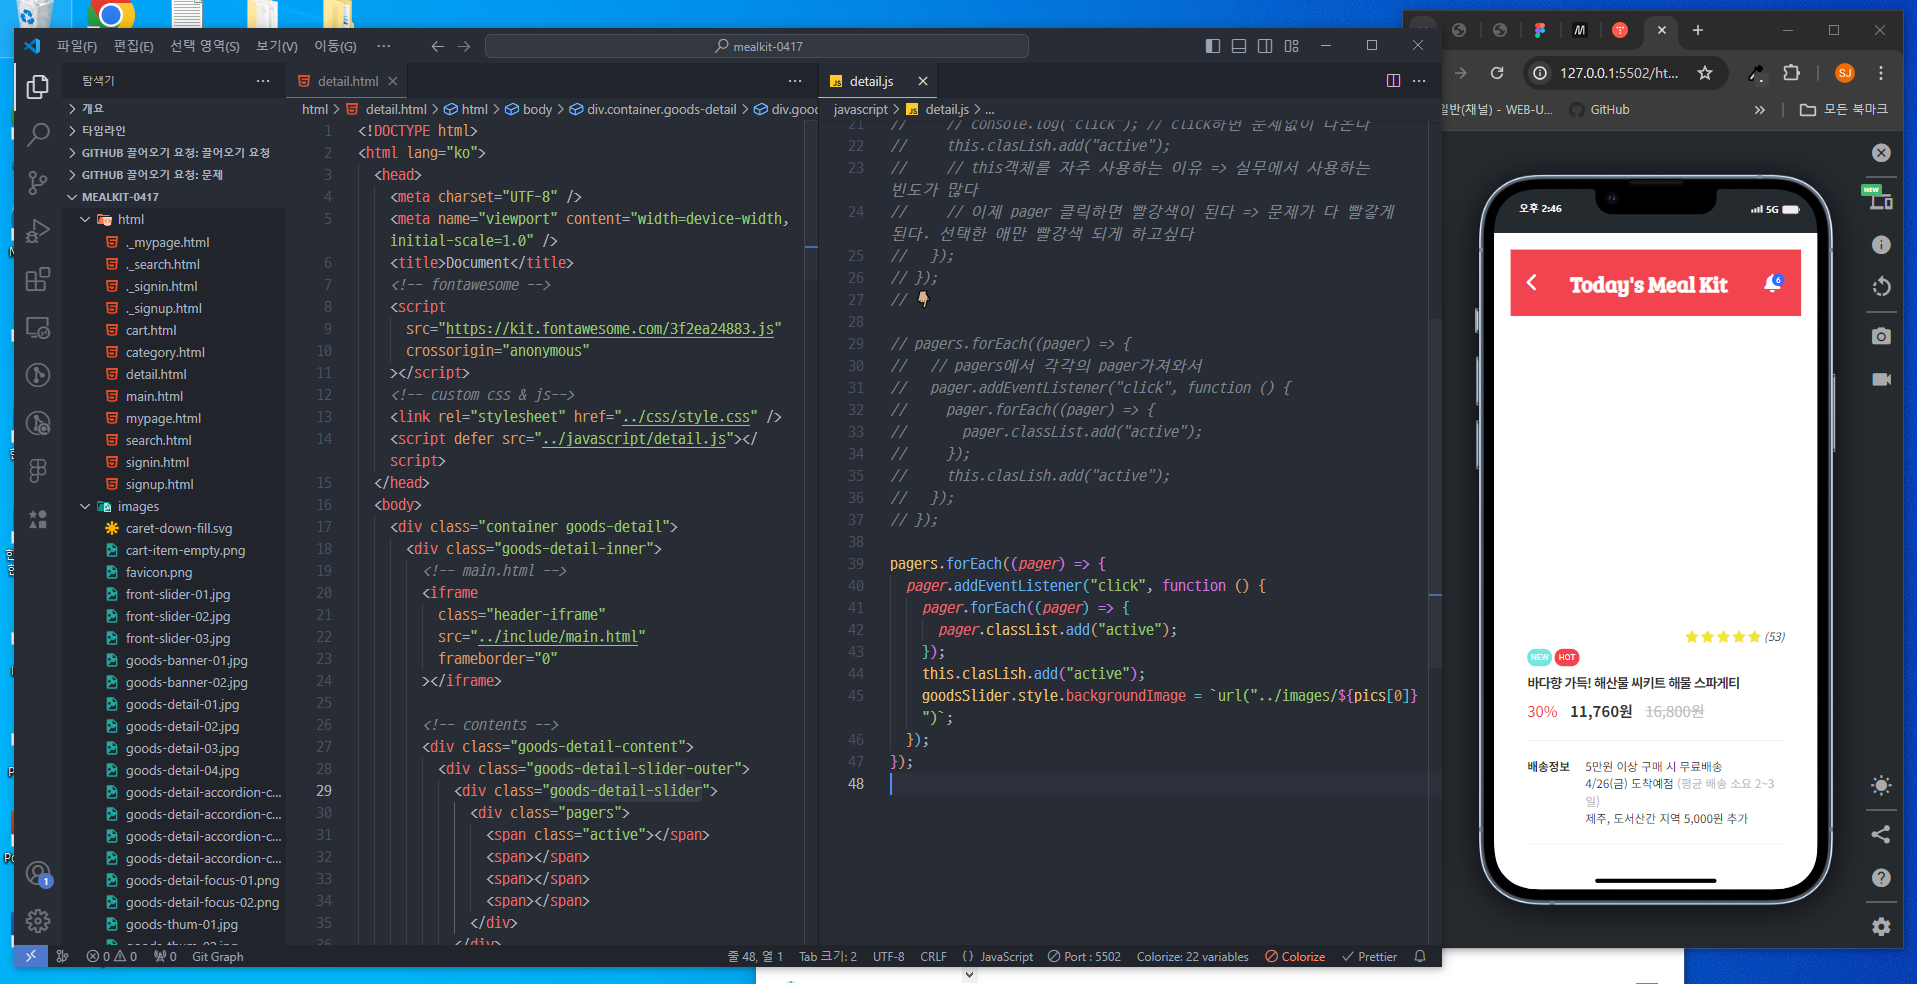 파일(F) 편집(E) 선택 영역(S) 보기(V) 이동(G) ···
mealkit-0417
탐색기
개요
타임라인
GITHUB 끌어오기 요청: 끌어오기 요청
GITHUB 끌어오기 요청: 문제
MEALKIT-0417
html
._mypage.html
._search.html
._signin.html
._signup.html
cart.html
category.html
detail.html
main.html
mypage.html
search.html
signin.html
signup.html
images
caret-down-fill.svg
cart-item-empty.png
favicon.png
front-slider-01.jpg
front-slider-02.jpg
front-slider-03.jpg
goods-banner-01.jpg
goods-banner-02.jpg
goods-detail-01.jpg
goods-detail-02.jpg
goods-detail-03.jpg
goods-detail-04.jpg
goods-detail-accordion-c...
goods-detail-accordion-c...
goods-detail-accordion-c...
goods-detail-accordion-c...
goods-detail-focus-01.png
goods-detail-focus-02.png
goods-thum-01.jpg
detail.html
html > detail.html > html > body > div.container.goods-detail > div.goo
1 <!DOCTYPE html>
2 <html lang="ko">
3 <head>
4 <meta charset="UTF-8" />
5 <meta name="viewport" content="width=device-width,
initial-scale=1.0" />
6 <title>Document</title>
7 <!-- fontawesome -->
8 <script
9 src="https://kit.fontawesome.com/3f2ea24883.js"
10 crossorigin="anonymous"
11 ></script>
12 <!-- custom css & js-->
13 <link rel="stylesheet" href="../css/style.css" />
14 <script defer src="../javascript/detail.js"></
script>
15 </head>
16 <body>
17 <div class="container goods-detail">
18 <div class="goods-detail-inner">
19 <!-- main.html -->
20 <iframe
21 class="header-iframe"
22 src="../include/main.html"
23 frameborder="0"
24 ></iframe>
25
26 <!-- contents -->
27 <div class="goods-detail-content">
28 <div class="goods-detail-slider-outer">
29 <div class="goods-detail-slider">
30 <div class="pagers">
31 <span class="active"></span>
32 <span></span>
33 <span></span>
34 <span></span>
35 </div>
36 </div>
detail.js
javascript > detail.js > ...
21 // // console.log("click"); // click하면 문제없이 나온다
22 // this.clasLish.add("active");
23 // // this객체를 자주 사용하는 이유 => 실무에서 사용하는
빈도가 많다
24 // // 이제 pager 클릭하면 빨강색이 된다 => 문제가 다 빨갛게
된다. 선택한 애만 빨강색 되게 하고싶다
25 // });
26 // });
27 // 👇
28
29 // pagers.forEach((pager) => {
30 // // pagers에서 각각의 pager가져와서
31 // pager.addEventListener("click", function () {
32 // pager.forEach((pager) => {
33 // pager.classList.add("active");
34 // });
35 // this.clasLish.add("active");
36 // });
37 // });
38
39 pagers.forEach((pager) => {
40 pager.addEventListener("click", function () {
41 pager.forEach((pager) => {
42 pager.classList.add("active");
43 });
44 this.clasLish.add("active");
45 goodsSlider.style.backgroundImage = `url("../images/${pics[0]}
")`;
46 });
47 });
48
0 0 0 Git Graph
줄 48, 열 1 Tab 크기: 2 UTF-8 CRLF {} JavaScript Port : 5502 Colorize: 22 variables Colorize Prettier
1
127.0.0.1:5502/ht...
SJ
일반(채널) - WEB-U... GitHub » 모든 북마크
NEW
오후 2:46
5G
Today's Meal Kit
6
(53)
NEW HOT
바다향 가득! 해산물 씨키트 해물 스파게티
30% 11,760원 16,800원
배송정보 5만원 이상 구매 시 무료배송
4/26(금) 도착예점 (평균 배송 소요 2~3
일)
제주, 도서산간 지역 5,000원 추가